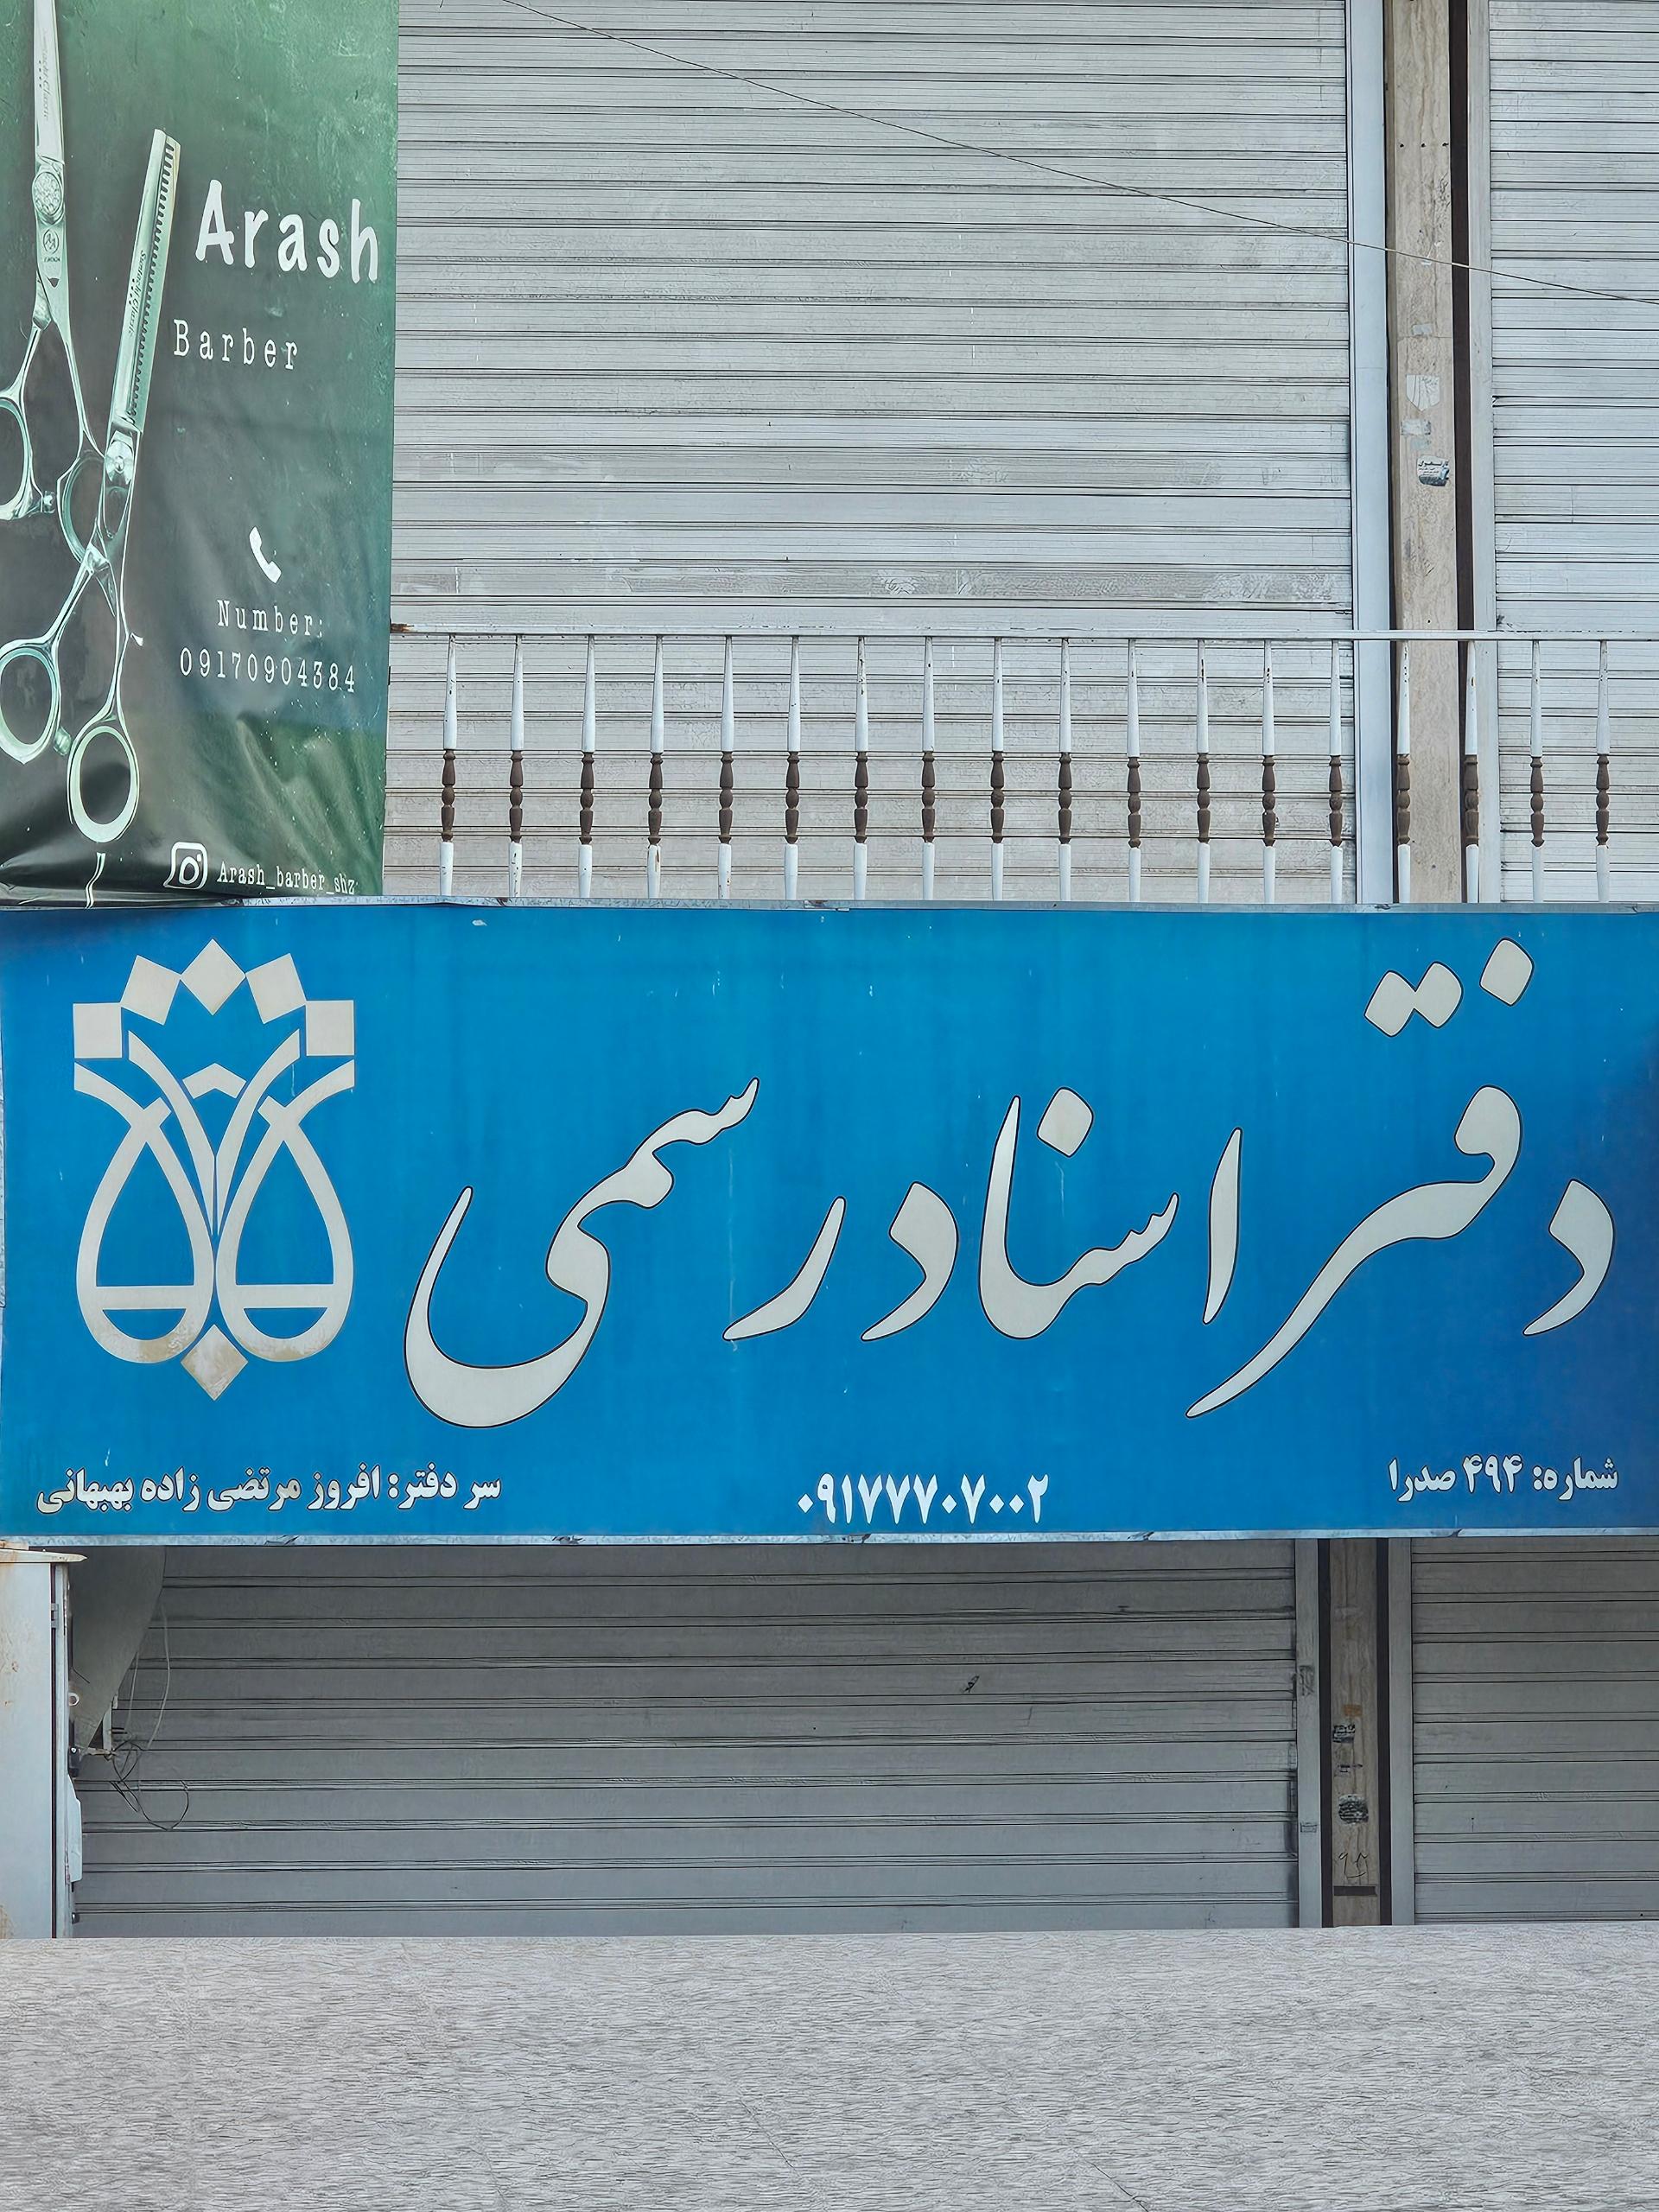 Arash
Barber
Number:
09170904384
Arash_barber_shz
دفتر اسناد رسمی
شماره: ۴۹۴ صدرا
۰۹۱۷۷۷۰۷۰۰۲
سر دفتر: افروز مرتضی زاده بهبهانی